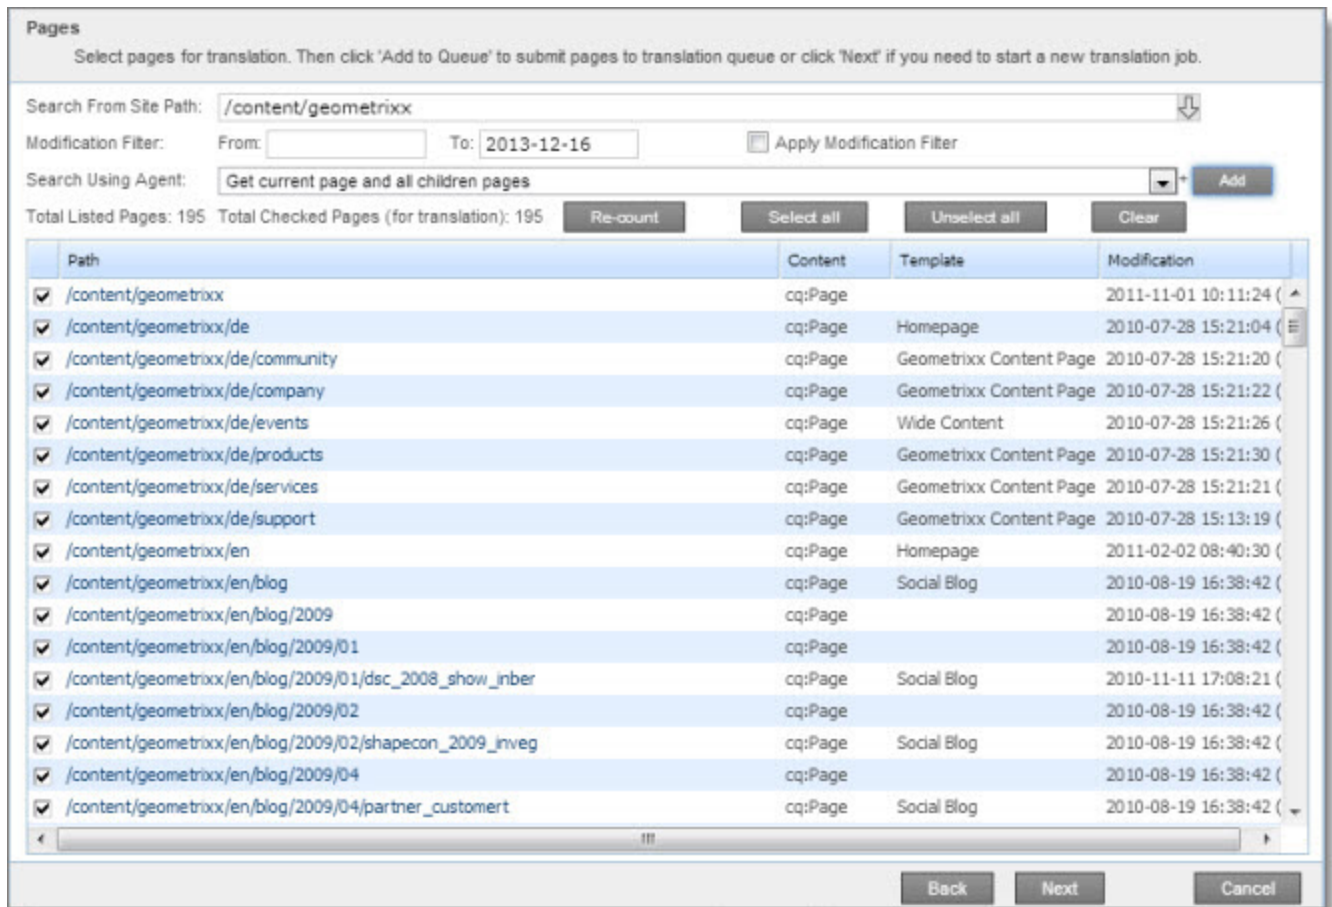 Pages
Select pages for translation. Then click 'Add to Queue' to submit pages to translation queue or click 'Next' if you need to start a new translation job.
Search From Site Path: /content/geometrixx
Modification Filter: From: To: 2013-12-16 Apply Modification Filter
Search Using Agent: Get current page and all children pages + Add
Total Listed Pages: 195 Total Checked Pages (for translation): 195 Re-count Select all Unselect all Clear
Path Content Template Modification
/content/geometrixx cq:Page 2011-11-01 10:11:24 (
/content/geometrixx/de cq:Page Homepage 2010-07-28 15:21:04 (
/content/geometrixx/de/community cq:Page Geometrixx Content Page 2010-07-28 15:21:20 (
/content/geometrixx/de/company cq:Page Geometrixx Content Page 2010-07-28 15:21:22 (
/content/geometrixx/de/events cq:Page Wide Content 2010-07-28 15:21:26 (
/content/geometrixx/de/products cq:Page Geometrixx Content Page 2010-07-28 15:21:30 (
/content/geometrixx/de/services cq:Page Geometrixx Content Page 2010-07-28 15:21:21 (
/content/geometrixx/de/support cq:Page Geometrixx Content Page 2010-07-28 15:13:19 (
/content/geometrixx/en cq:Page Homepage 2011-02-02 08:40:30 (
/content/geometrixx/en/blog cq:Page Social Blog 2010-08-19 16:38:42 (
/content/geometrixx/en/blog/2009 cq:Page 2010-08-19 16:38:42 (
/content/geometrixx/en/blog/2009/01 cq:Page 2010-08-19 16:38:42 (
/content/geometrixx/en/blog/2009/01/dsc_2008_show_inber cq:Page Social Blog 2010-11-11 17:08:21 (
/content/geometrixx/en/blog/2009/02 cq:Page 2010-08-19 16:38:42 (
/content/geometrixx/en/blog/2009/02/shapecon_2009_inveg cq:Page Social Blog 2010-08-19 16:38:42 (
/content/geometrixx/en/blog/2009/04 cq:Page 2010-08-19 16:38:42 (
/content/geometrixx/en/blog/2009/04/partner_customert cq:Page Social Blog 2010-08-19 16:38:42 (
Back Next Cancel